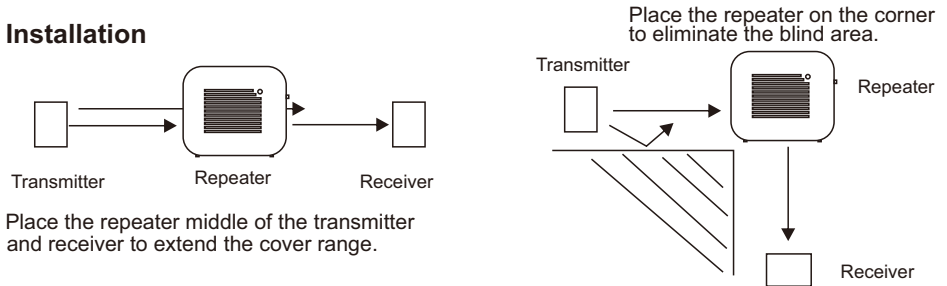 Installation
Transmitter
Repeater
Receiver
Place the repeater middle of the transmitter
and receiver to extend the cover range.
Place the repeater on the corner
to eliminate the blind area.
Transmitter
Repeater
Receiver